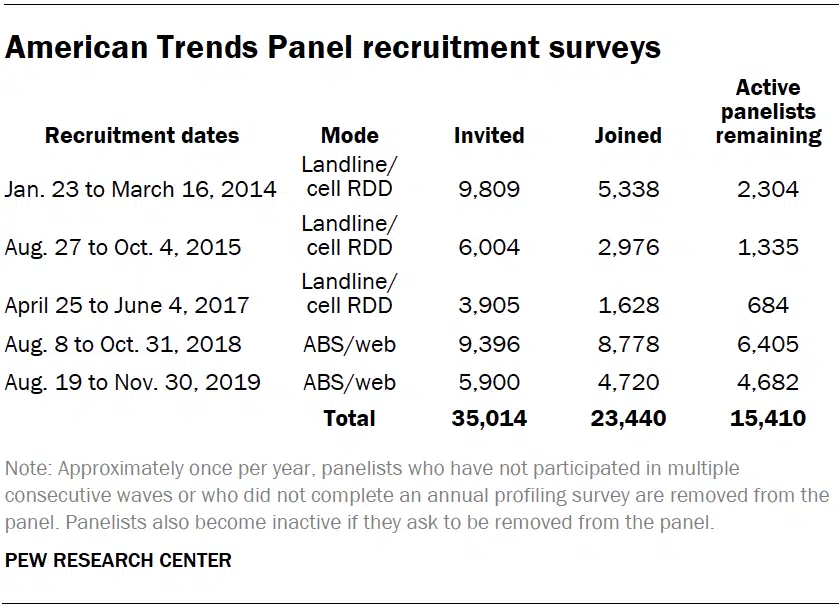 American Trends Panel recruitment surveys
Recruitment dates Mode Invited Joined Active panelists remaining
Jan. 23 to March 16, 2014 Landline/ cell RDD 9,809 5,338 2,304
Aug. 27 to Oct. 4, 2015 Landline/ cell RDD 6,004 2,976 1,335
April 25 to June 4, 2017 Landline/ cell RDD 3,905 1,628 684
Aug. 8 to Oct. 31, 2018 ABS/web 9,396 8,778 6,405
Aug. 19 to Nov. 30, 2019 ABS/web 5,900 4,720 4,682
Total 35,014 23,440 15,410
Note: Approximately once per year, panelists who have not participated in multiple
consecutive waves or who did not complete an annual profiling survey are removed from the
panel. Panelists also become inactive if they ask to be removed from the panel.
PEW RESEARCH CENTER